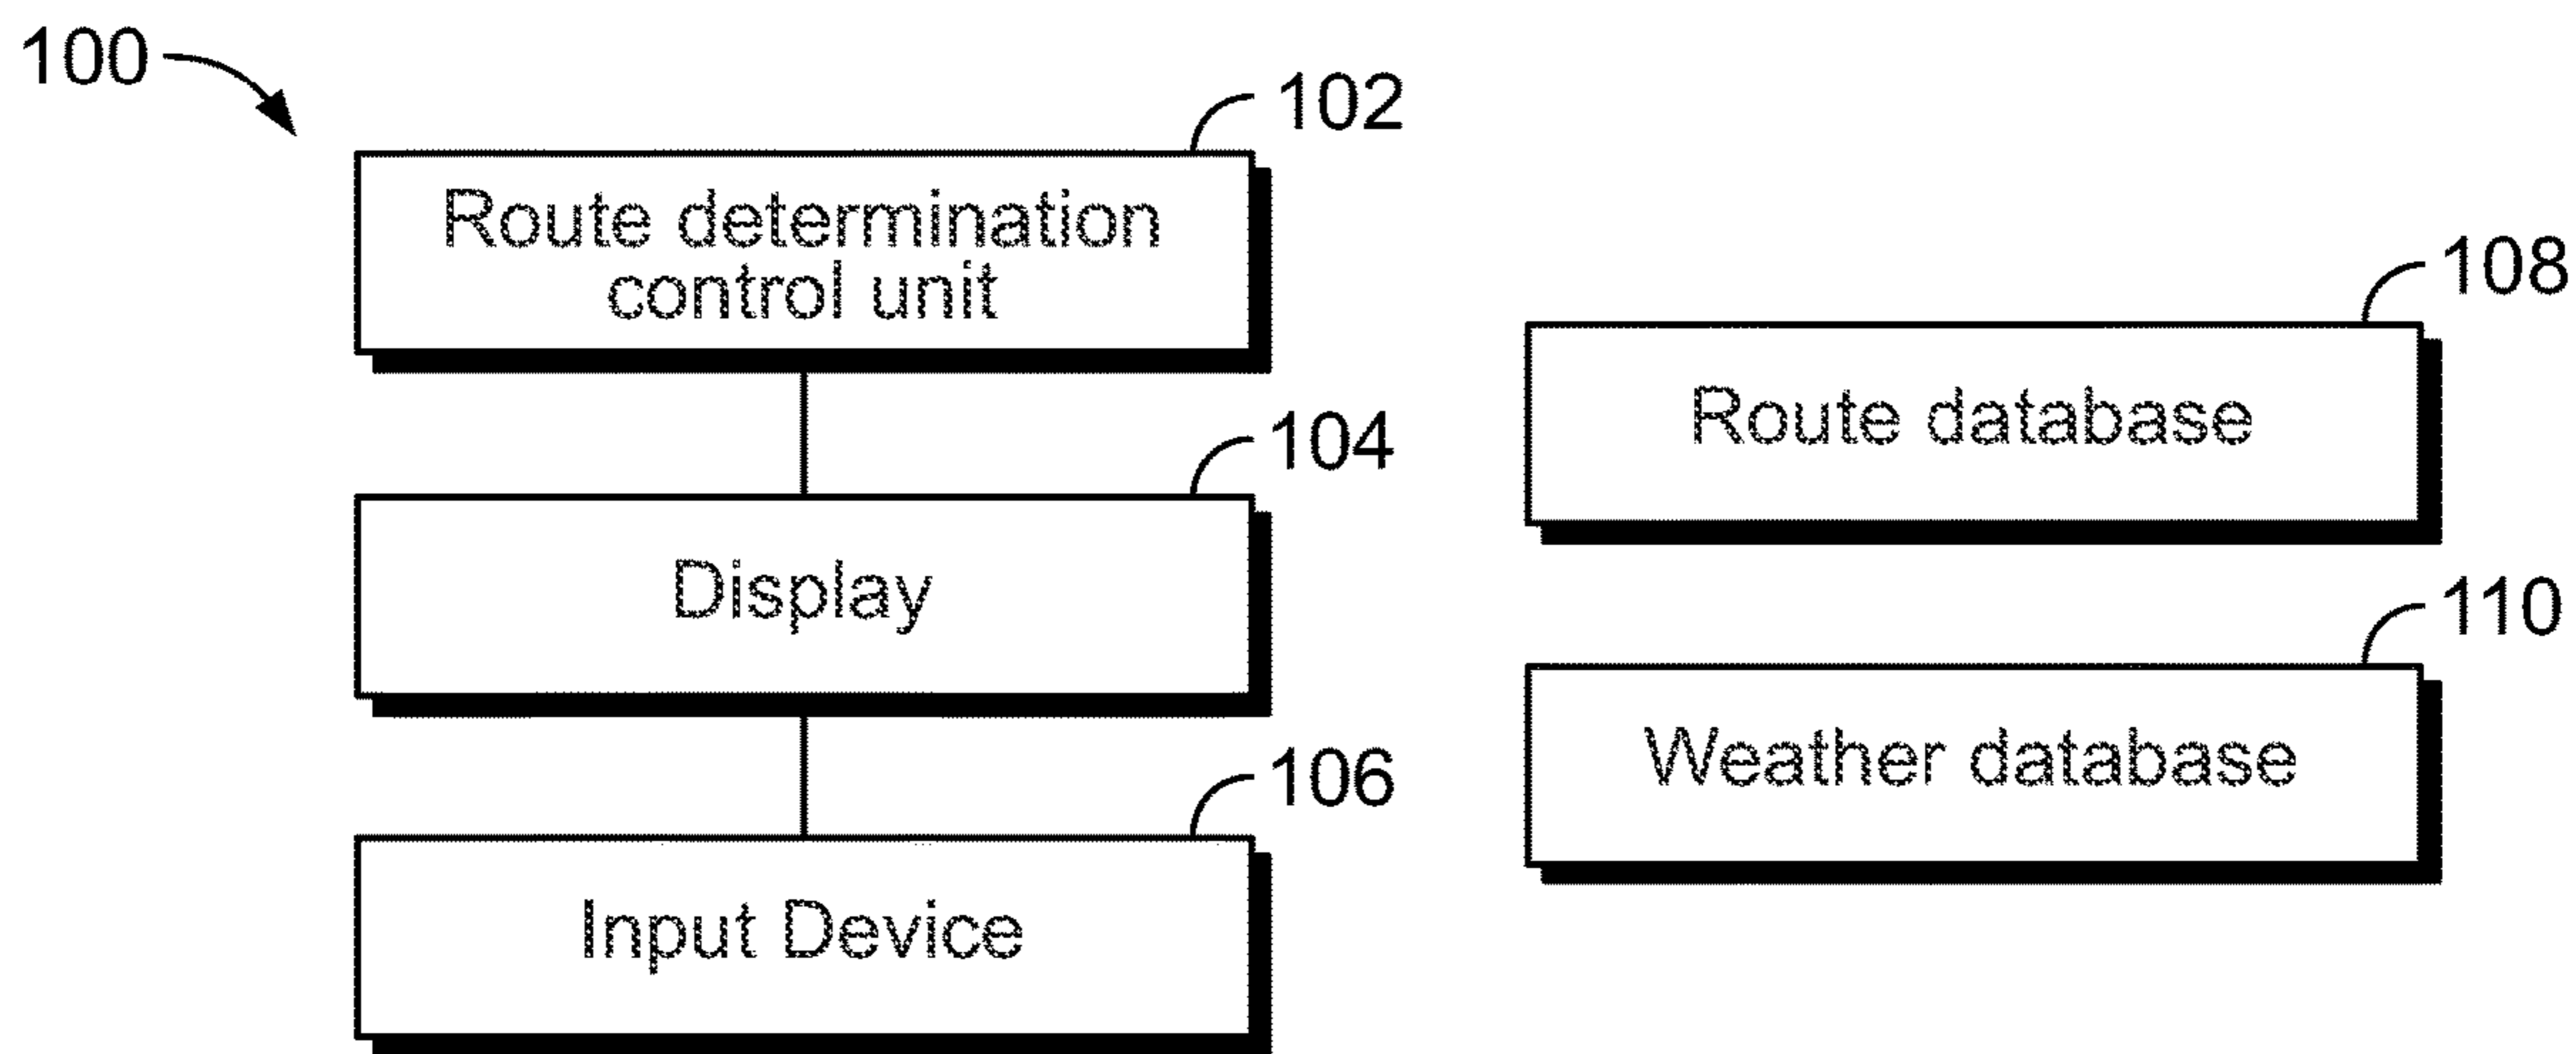 100
102
Route determination
control unit
108
Route database
104
Display
110
Weather database
106
Input Device